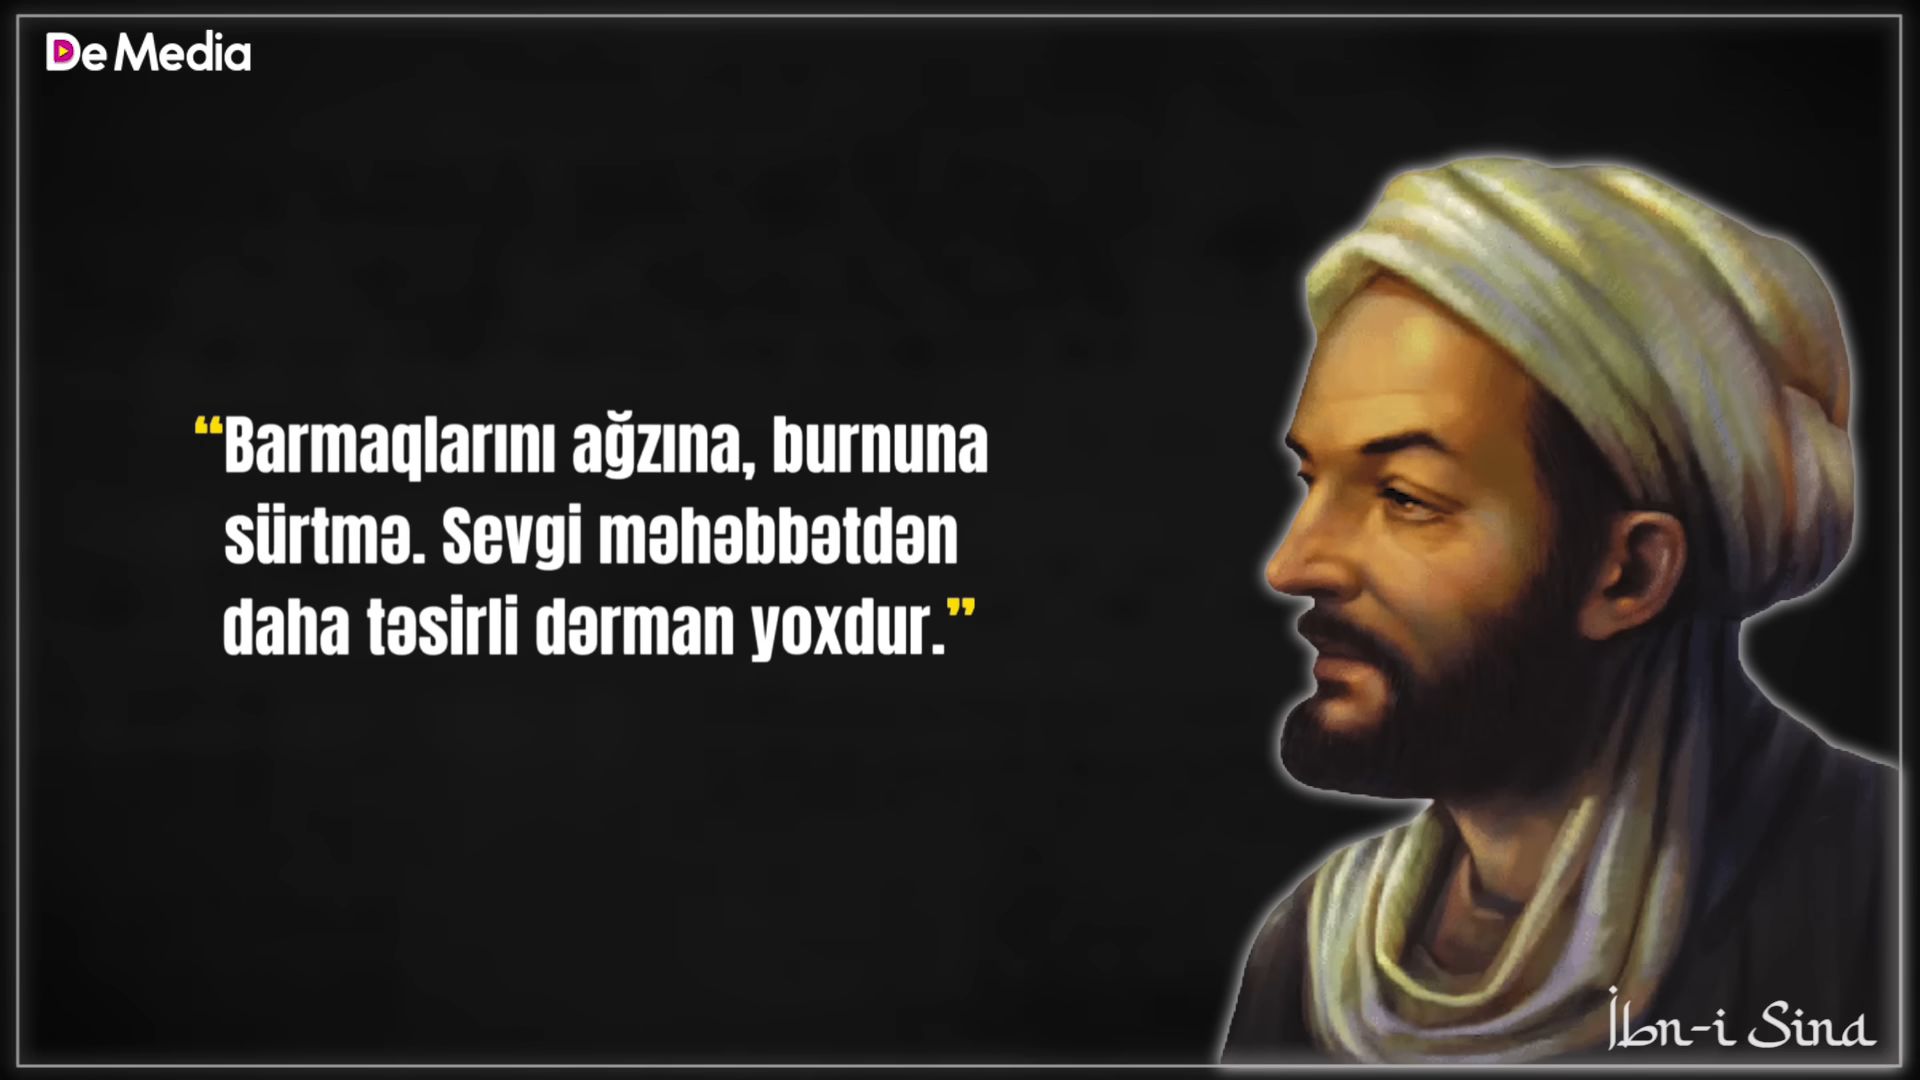 De Media
“Barmaqlarını ağzına, burnuna
sürtmə. Sevgi məhəbbətdən
daha təsirli dərman yoxdur.”
İbn-i Sina